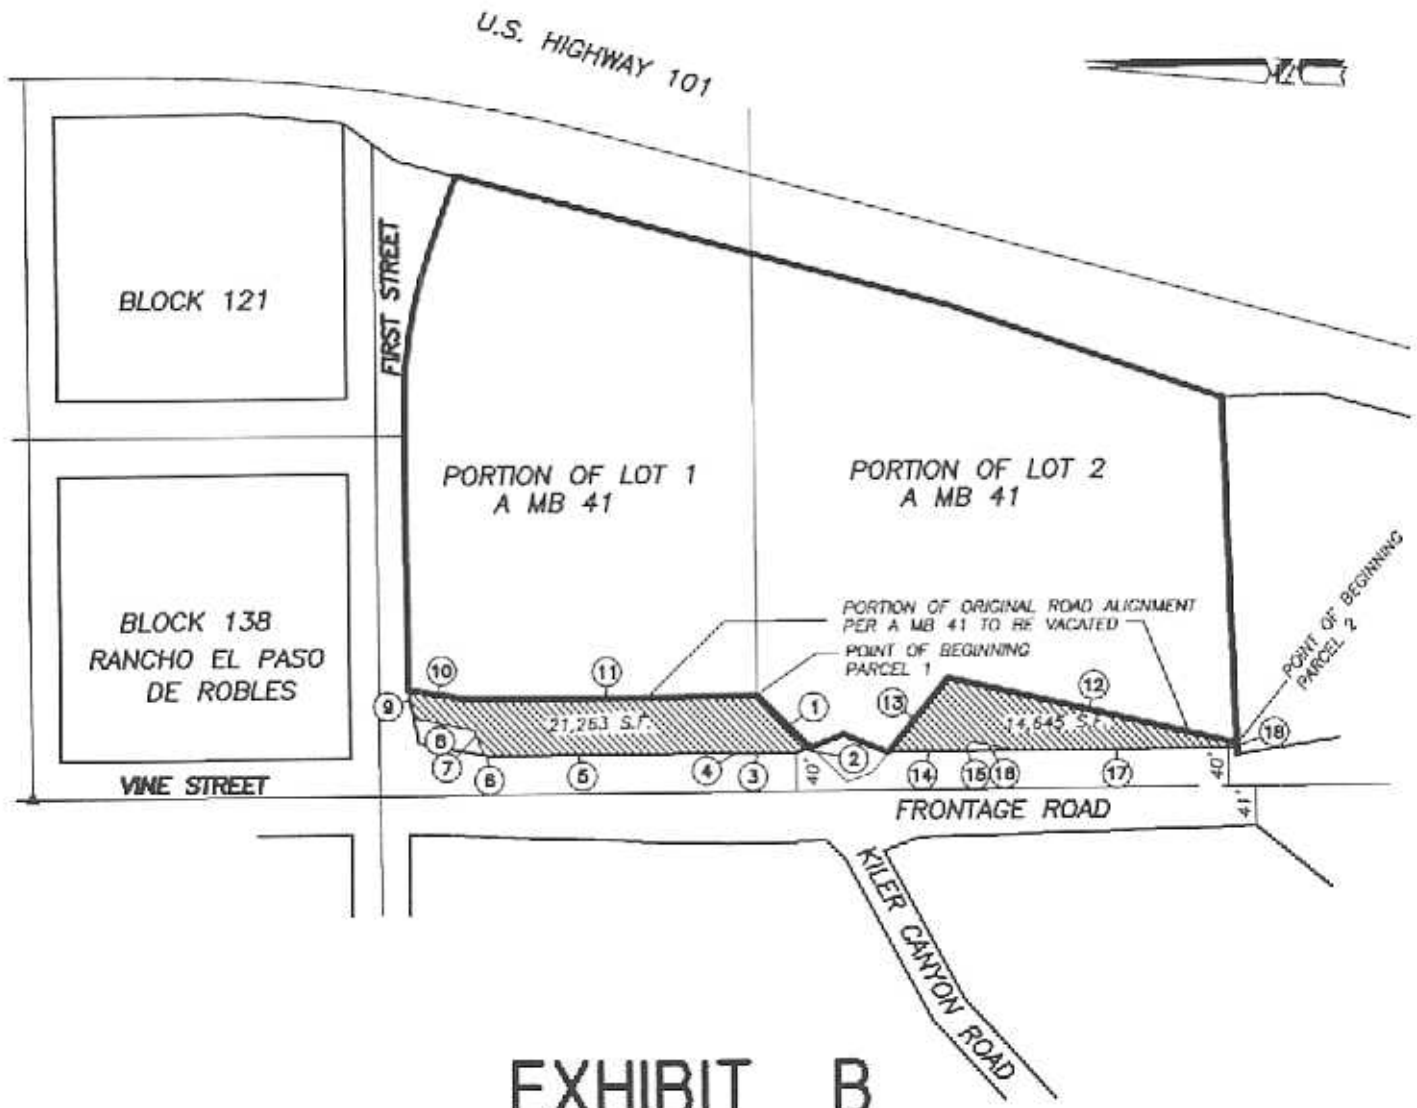 U.S. HIGHWAY 101
N
BLOCK 121
FIRST STREET
PORTION OF LOT 1
A MB 41
PORTION OF LOT 2
A MB 41
BLOCK 138
RANCHO EL PASO
DE ROBLES
PORTION OF ORIGINAL ROAD ALIGNMENT
PER A MB 41 TO BE VACATED
POINT OF BEGINNING
PARCEL 1
POINT OF BEGINNING
PARCEL 2
10
11
12
9
1
13
21,263 S.F.
14,645 S.F.
18
8
7
6
5
4
3
2
14
15
16
17
40'
40'
41'
VINE STREET
FRONTAGE ROAD
KILER CANYON ROAD
EXHIBIT B